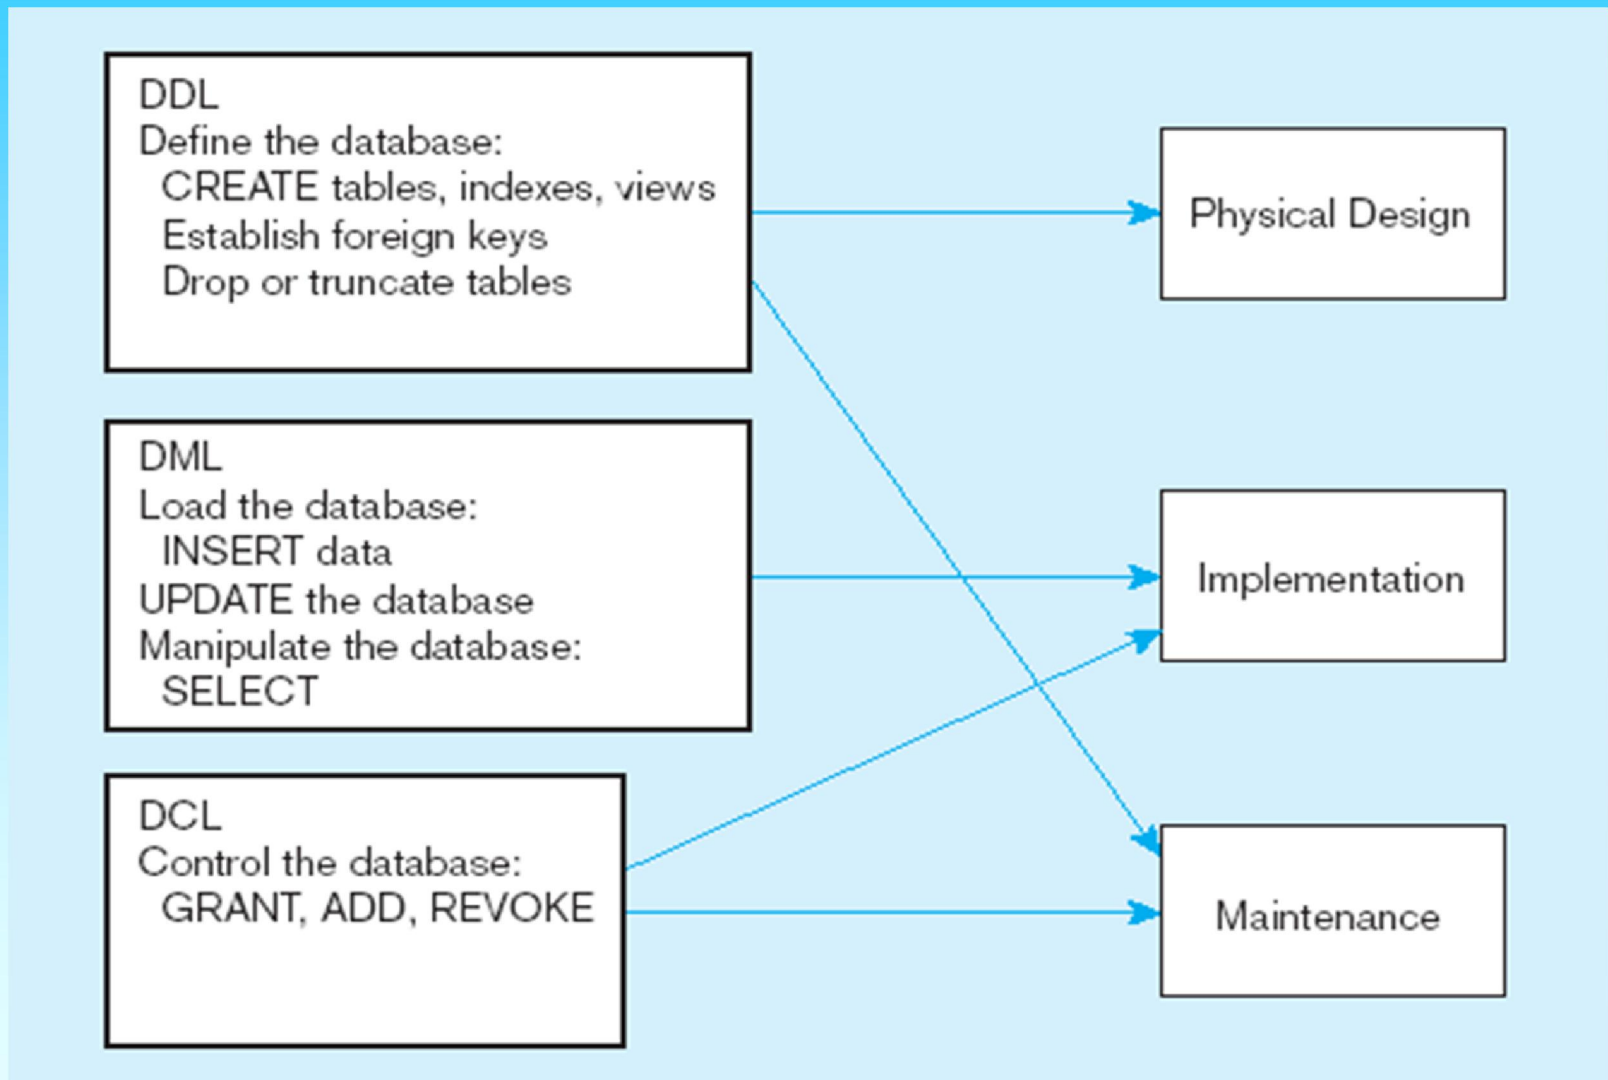 DDL
Define the database:
CREATE tables, indexes, views
Establish foreign keys
Drop or truncate tables
Physical Design
DML
Load the database:
INSERT data
UPDATE the database
Manipulate the database:
SELECT
Implementation
DCL
Control the database:
GRANT, ADD, REVOKE
Maintenance